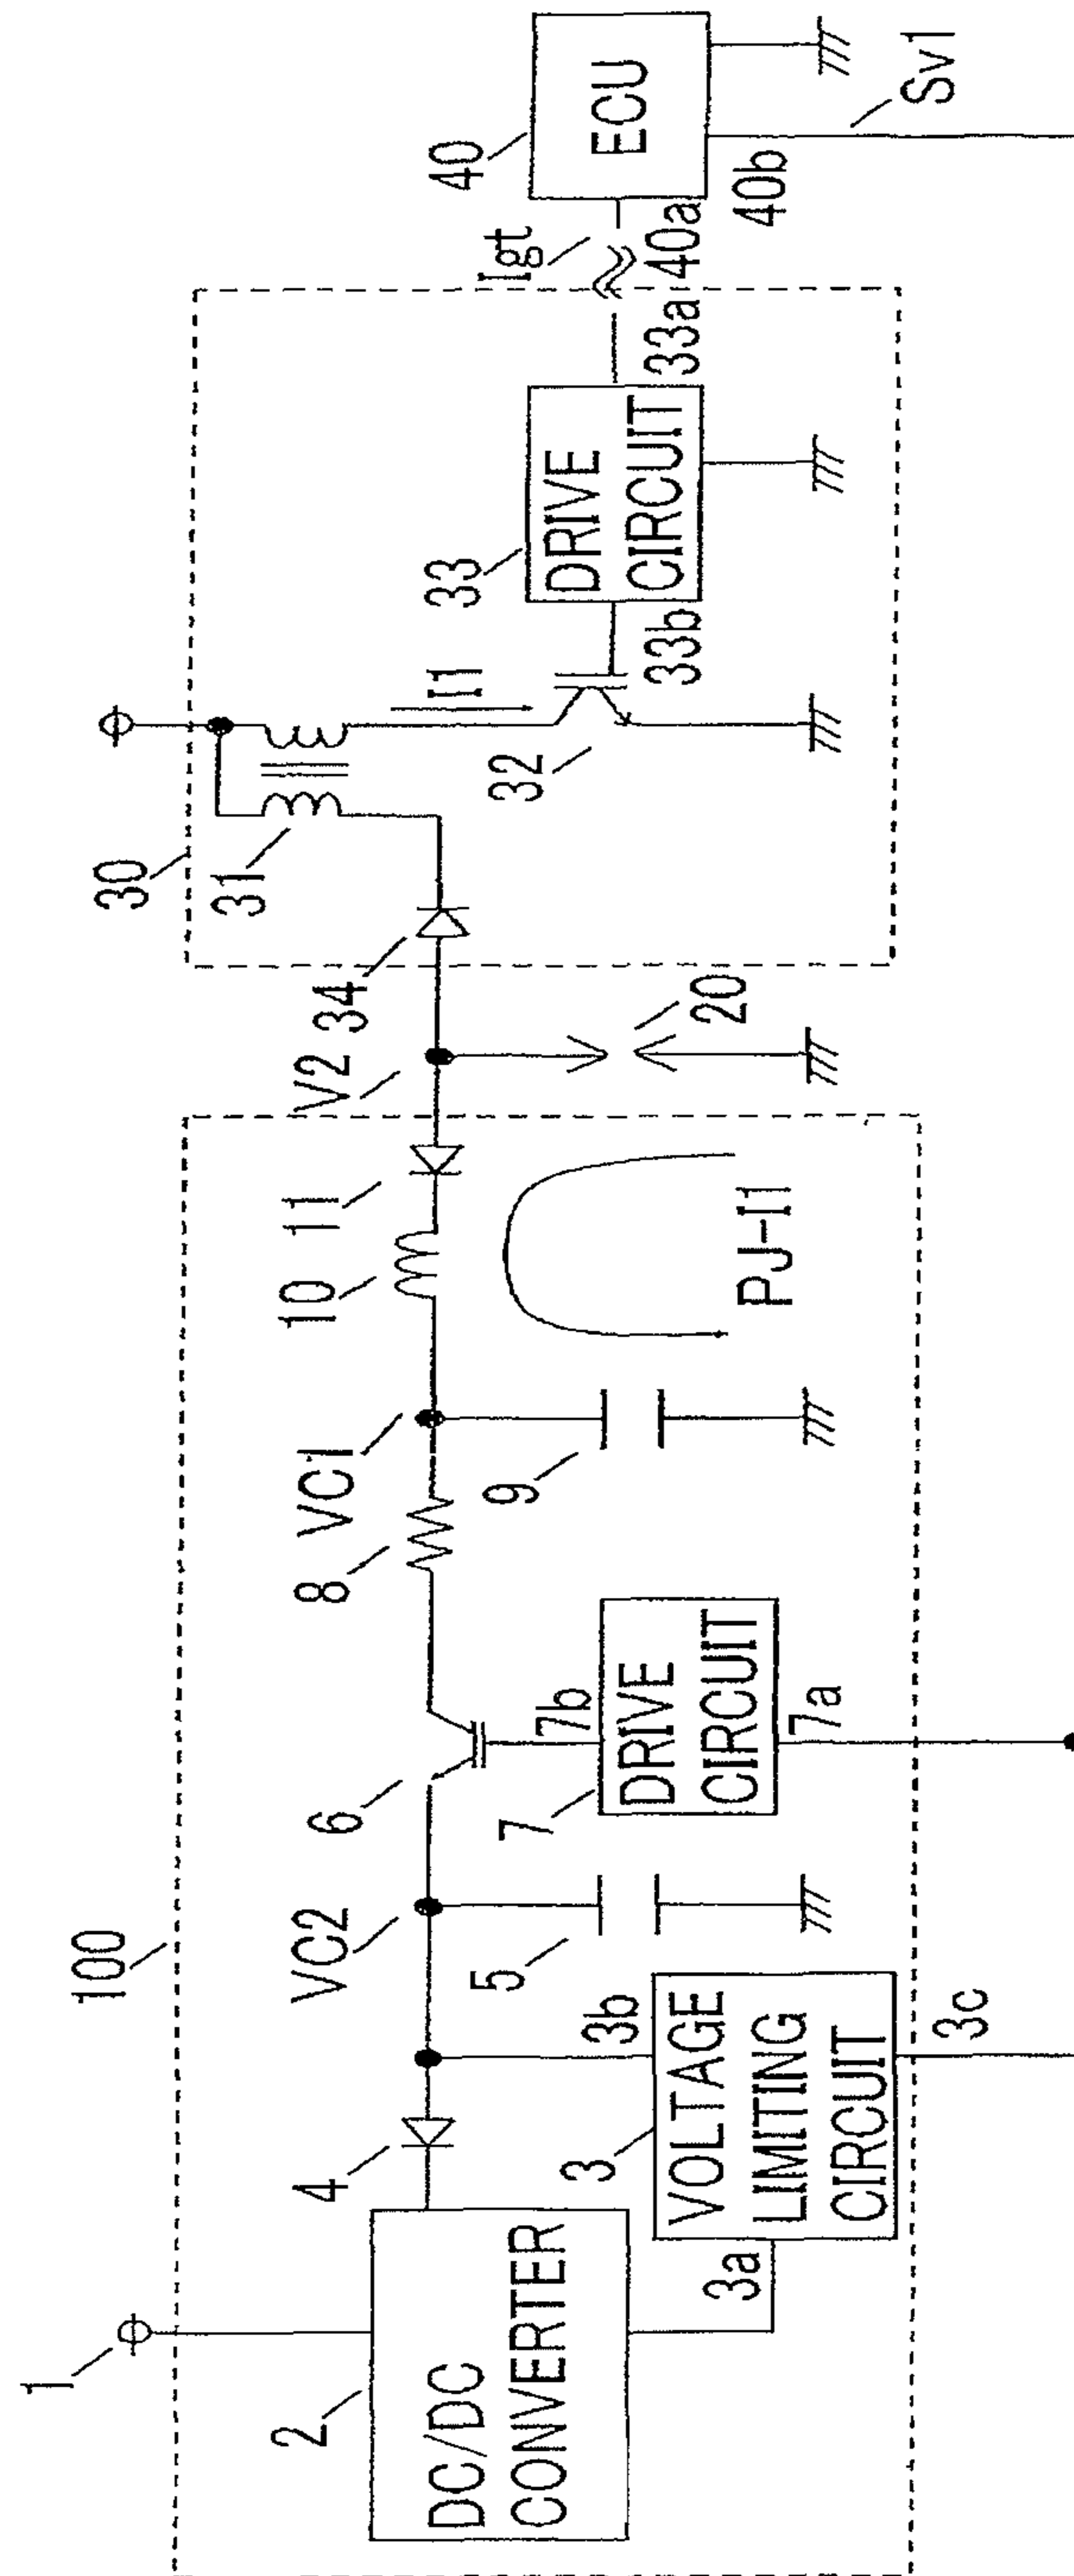 100
1
2
DC/DC
CONVERTER
3a
4
3
VOLTAGE
LIMITING
CIRCUIT
3b
3c
VC2
5
6
7
7b
DRIVE
CIRCUIT
7a
8
VC1
9
10
11
PJ-I1
V2
20
34
30
31
I1
32
33
33b
DRIVE
CIRCUIT
33a
Igt
40a
40
ECU
40b
Sv1